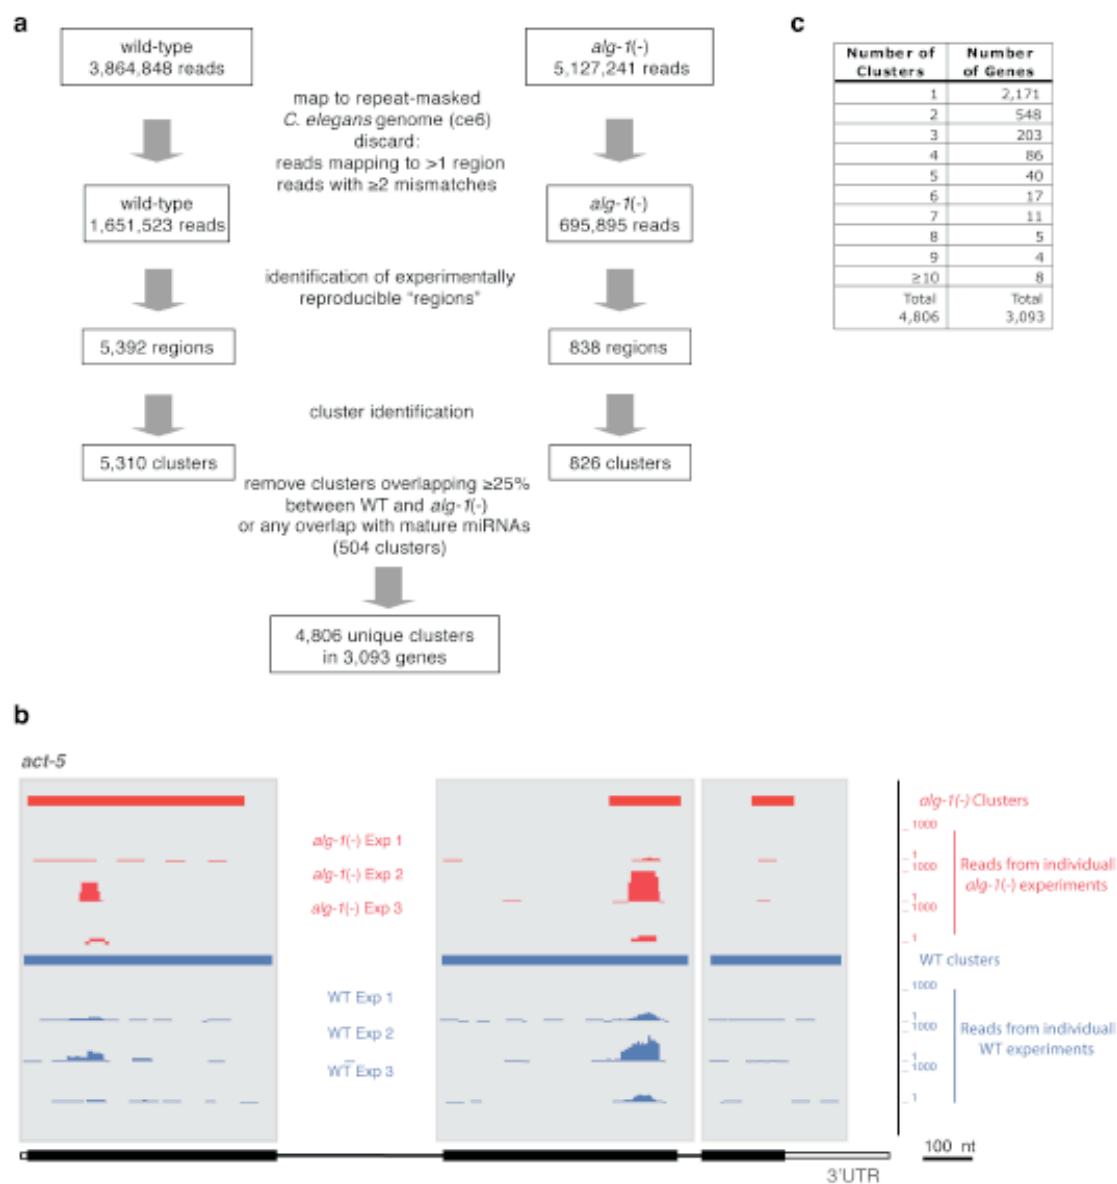 a
wild-type
3,864,848 reads
alg-1(-)
5,127,241 reads
map to repeat-masked
C. elegans genome (ce6)
discard:
reads mapping to >1 region
reads with ≥2 mismatches
wild-type
1,651,523 reads
alg-1(-)
695,895 reads
identification of experimentally
reproducible "regions"
5,392 regions
838 regions
cluster identification
5,310 clusters
826 clusters
remove clusters overlapping ≥25%
between WT and alg-1(-)
or any overlap with mature miRNAs
(504 clusters)
4,806 unique clusters
in 3,093 genes
c
Number of Clusters Number of Genes
1 2,171
2 548
3 203
4 86
5 40
6 17
7 11
8 5
9 4
≥10 8
Total Total
4,806 3,093
b
act-5
alg-1(-) Clusters
alg-1(-) Exp 1
alg-1(-) Exp 2
alg-1(-) Exp 3
1000
1
1000
1
1000
1
Reads from individual
alg-1(-) experiments
WT clusters
WT Exp 1
WT Exp 2
WT Exp 3
1000
1
1000
1
1000
1
Reads from individual
WT experiments
100 nt
3'UTR